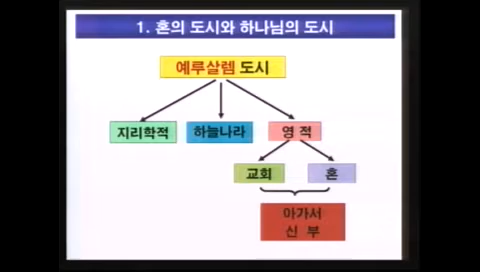 1. 혼의 도시와 하나님의 도시
예루살렘 도시
지리학적
하늘나라
영 적
교회
혼
아가서
신 부